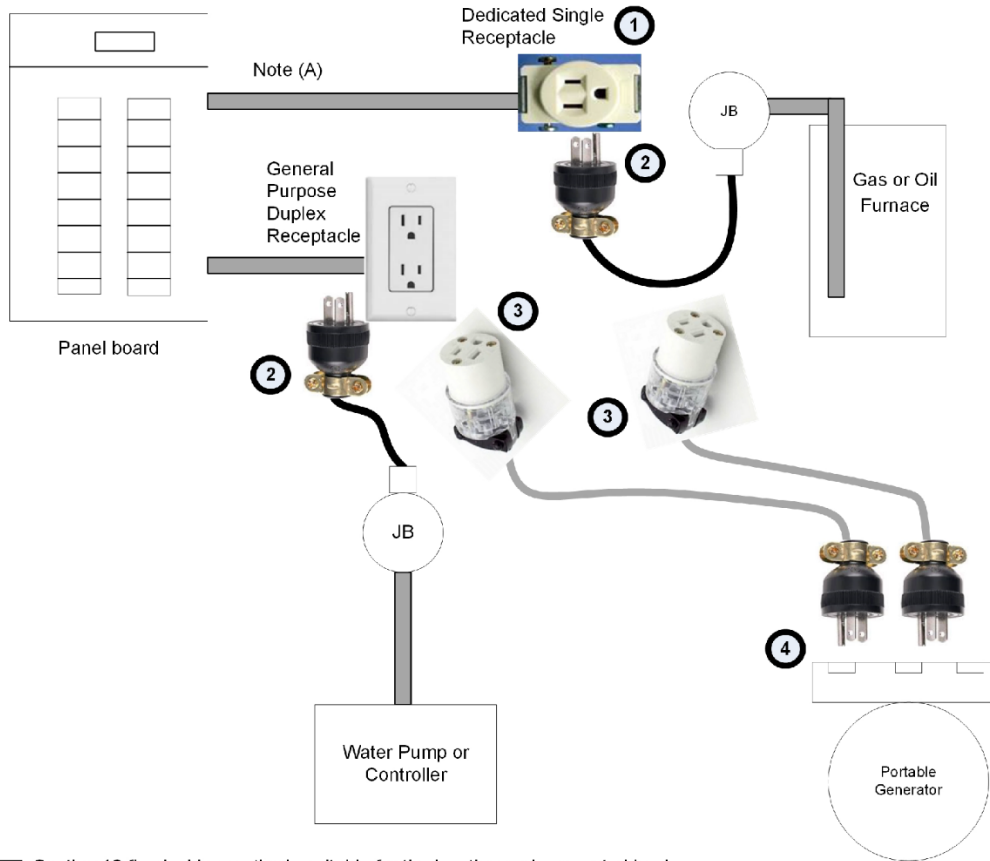 Dedicated Single
Receptacle
1
Note (A)
JB
2
General
Purpose
Duplex
Receptacle
Gas or Oil
Furnace
3
Panel board
2
3
JB
4
Water Pump or
Controller
Portable
Generator